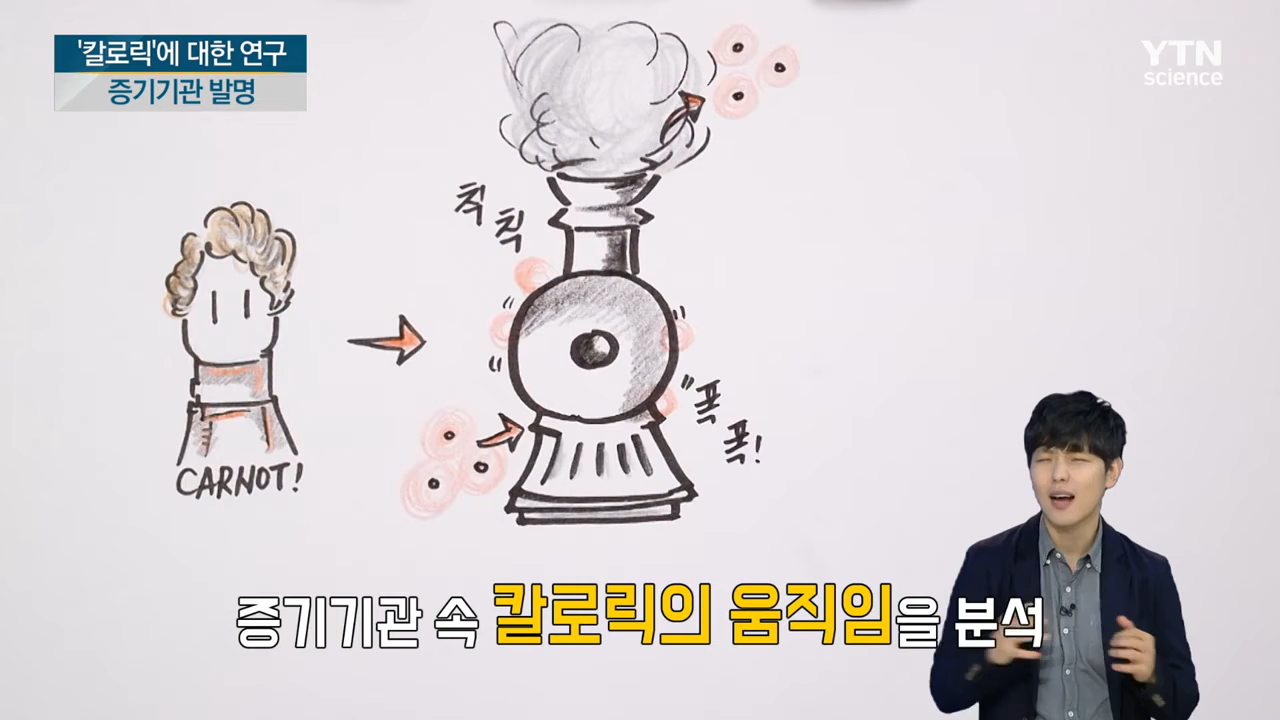 '칼로릭'에 대한 연구
증기기관 발명
YTN
science
칙
칙
폭
폭!
CARNOT!
증기기관 속 칼로릭의 움직임을 분석